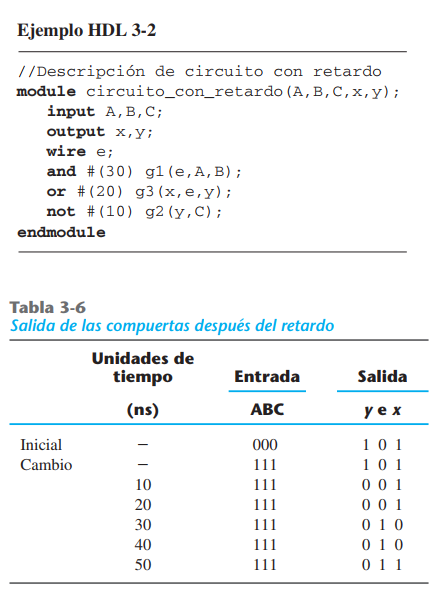 Ejemplo HDL 3-2
//Descripción de circuito con retardo
module circuito_con_retardo(A,B,C,x,y);
input A,B,C;
output x,y;
wire e;
and #(30) g1(e,A,B);
or #(20) g3(x,e,y);
not #(10) g2(y,C);
endmodule
Tabla 3-6
Salida de las compuertas después del retardo
Unidades de
tiempo Entrada Salida
(ns) ABC y e x
Inicial – 000 1 0 1
Cambio – 111 1 0 1
10 111 0 0 1
20 111 0 0 1
30 111 0 1 0
40 111 0 1 0
50 111 0 1 1